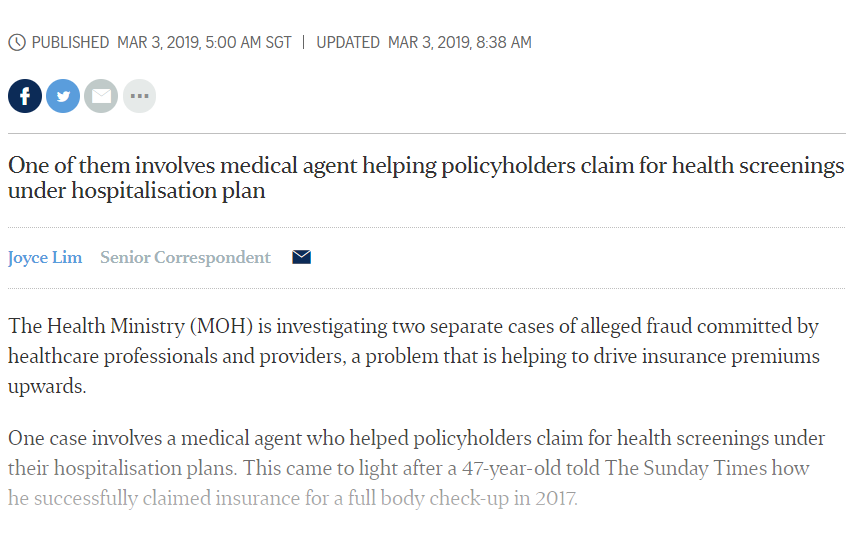 PUBLISHED MAR 3, 2019, 5:00 AM SGT | UPDATED MAR 3, 2019, 8:38 AM
One of them involves medical agent helping policyholders claim for health screenings
under hospitalisation plan
Joyce Lim Senior Correspondent
The Health Ministry (MOH) is investigating two separate cases of alleged fraud committed by
healthcare professionals and providers, a problem that is helping to drive insurance premiums
upwards.
One case involves a medical agent who helped policyholders claim for health screenings under
their hospitalisation plans. This came to light after a 47-year-old told The Sunday Times how
he successfully claimed insurance for a full body check-up in 2017.